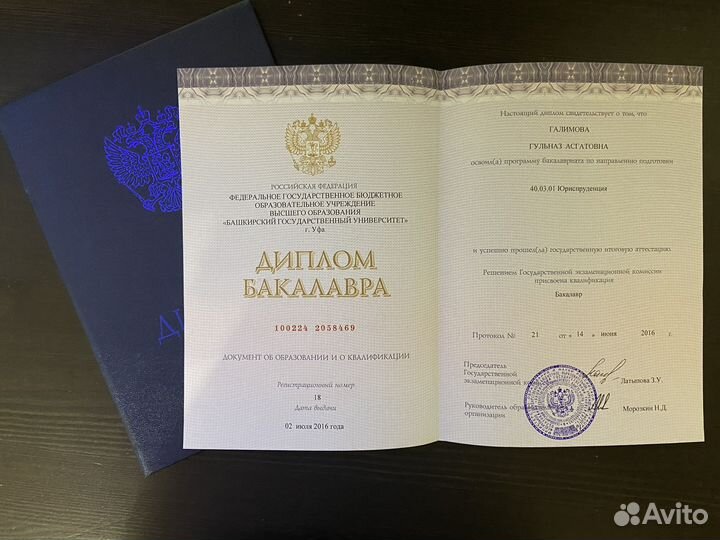 РОССИЙСКАЯ ФЕДЕРАЦИЯ
ФЕДЕРАЛЬНОЕ ГОСУДАРСТВЕННОЕ БЮДЖЕТНОЕ
ОБРАЗОВАТЕЛЬНОЕ УЧРЕЖДЕНИЕ
ВЫСШЕГО ОБРАЗОВАНИЯ
«БАШКИРСКИЙ ГОСУДАРСТВЕННЫЙ УНИВЕРСИТЕТ»
г. Уфа
ДИПЛОМ
БАКАЛАВРА
100224 2058469
ДОКУМЕНТ ОБ ОБРАЗОВАНИИ И О КВАЛИФИКАЦИИ
Регистрационный номер
18
Дата выдачи
02 июля 2016 года
Настоящий диплом свидетельствует о том, что
ГАЛИМОВА
ГУЛЬНАЗ АСГАТОВНА
освоил(а) программу бакалавриата по направлению подготовки
40.03.01 Юриспруденция
и успешно прошел(ла) государственную итоговую аттестацию.
Решением Государственной экзаменационной комиссии
присвоена квалификация
Бакалавр
Протокол № 21 от « 14 » июня 2016 г.
Председатель
Государственной
экзаменационной Латыпова З.У.
Руководитель
организации Морозкин Н.Д.
Avito